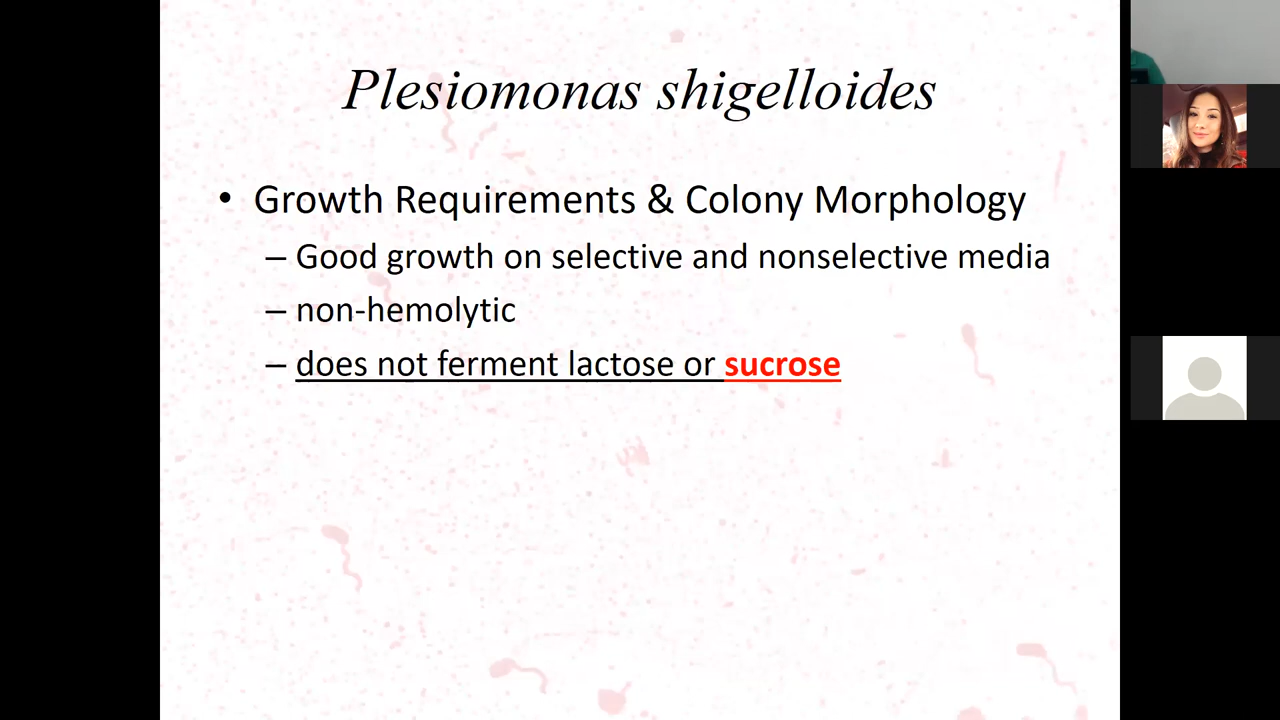 Plesiomonas shigelloides
• Growth Requirements & Colony Morphology
– Good growth on selective and nonselective media
– non-hemolytic
– does not ferment lactose or sucrose